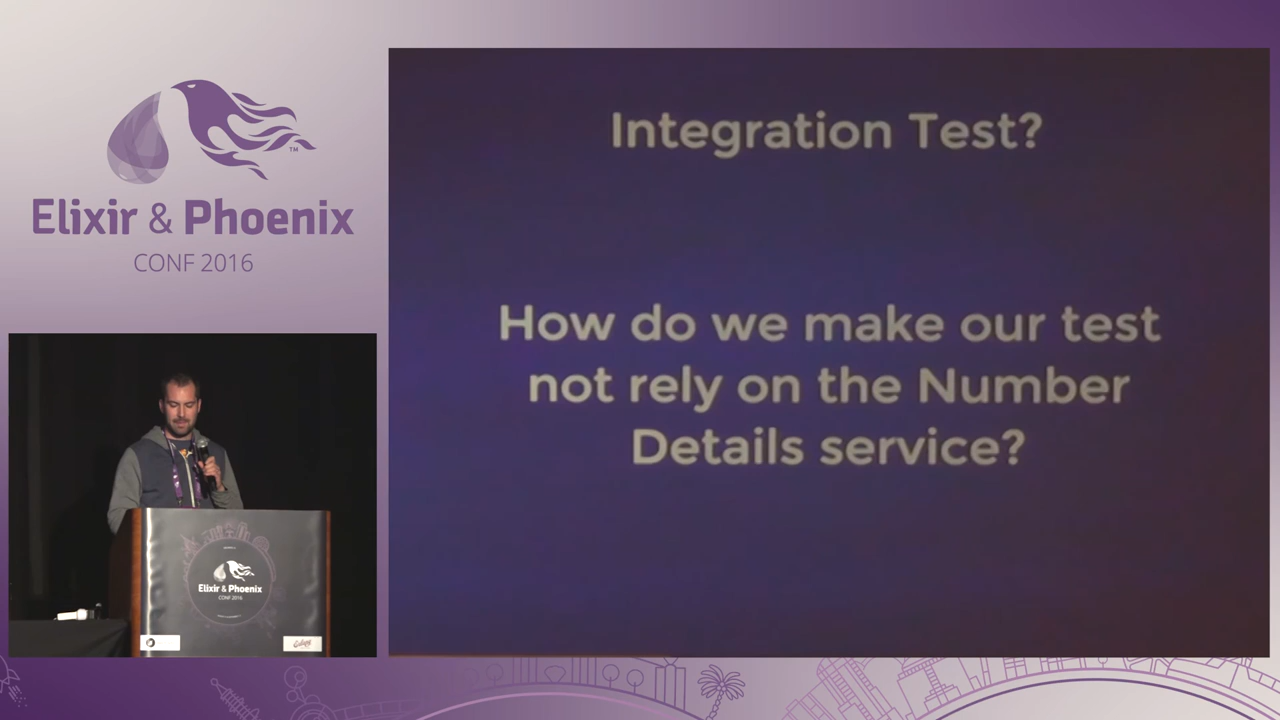 Elixir & Phoenix
CONF 2016
TM
Integration Test?
How do we make our test
not rely on the Number
Details service?
Elixir & Phoenix
CONF 2016